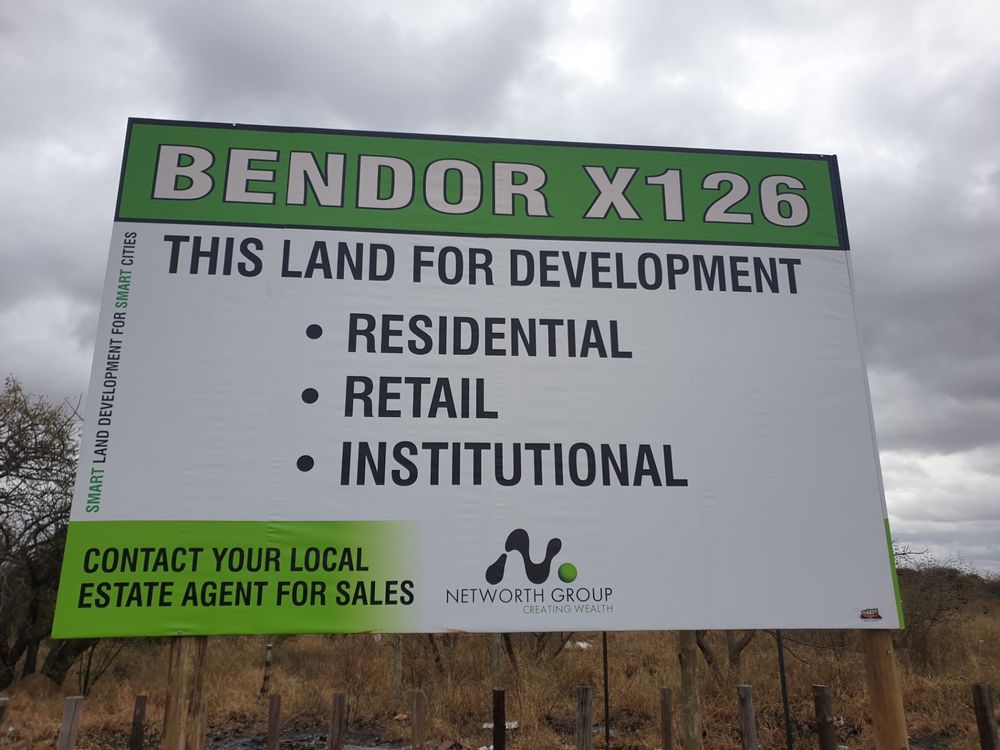 BENDOR X126
THIS LAND FOR DEVELOPMENT
• RESIDENTIAL
• RETAIL
• INSTITUTIONAL
SMART LAND DEVELOPMENT FOR SMART CITIES
CONTACT YOUR LOCAL
ESTATE AGENT FOR SALES
NETWORTH GROUP
CREATING WEALTH